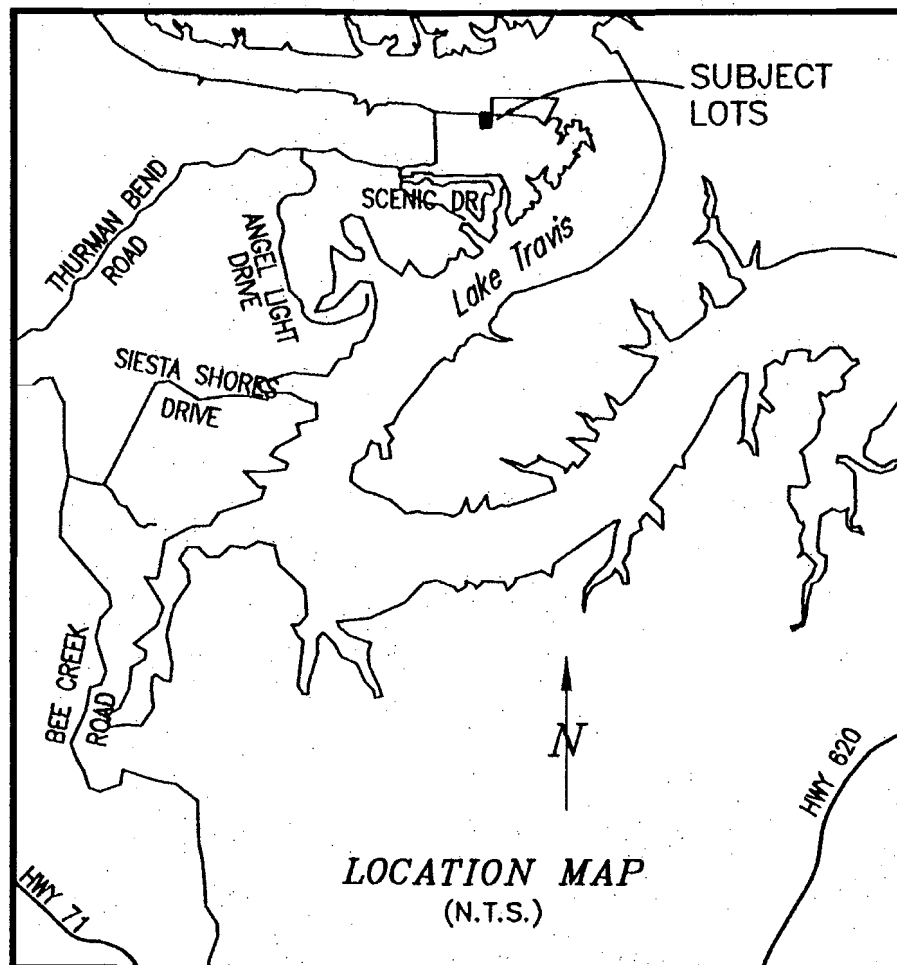 SUBJECT
LOTS
SCENIC DR
THURMAN BEND
ROAD
ANGEL LIGHT
DRIVE
Lake Travis
SIESTA SHORES
DRIVE
BEE CREEK
ROAD
N
HWY 620
LOCATION MAP
(N.T.S.)
HWY 71